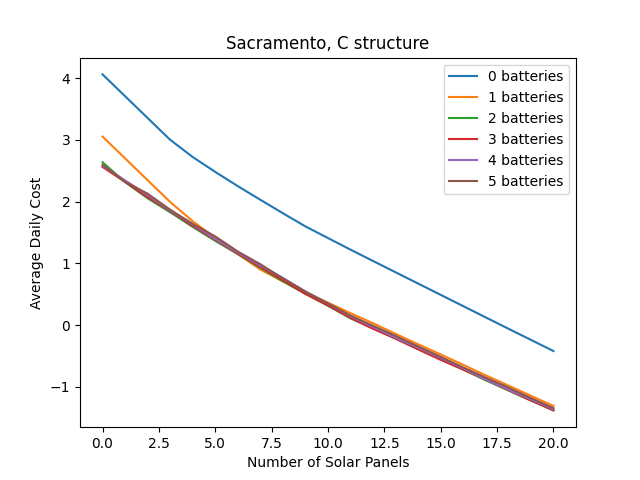 Sacramento, C structure
0 batteries
1 batteries
2 batteries
3 batteries
4 batteries
5 batteries
Average Daily Cost
4
3
2
1
0
−1
0.0 2.5 5.0 7.5 10.0 12.5 15.0 17.5 20.0
Number of Solar Panels